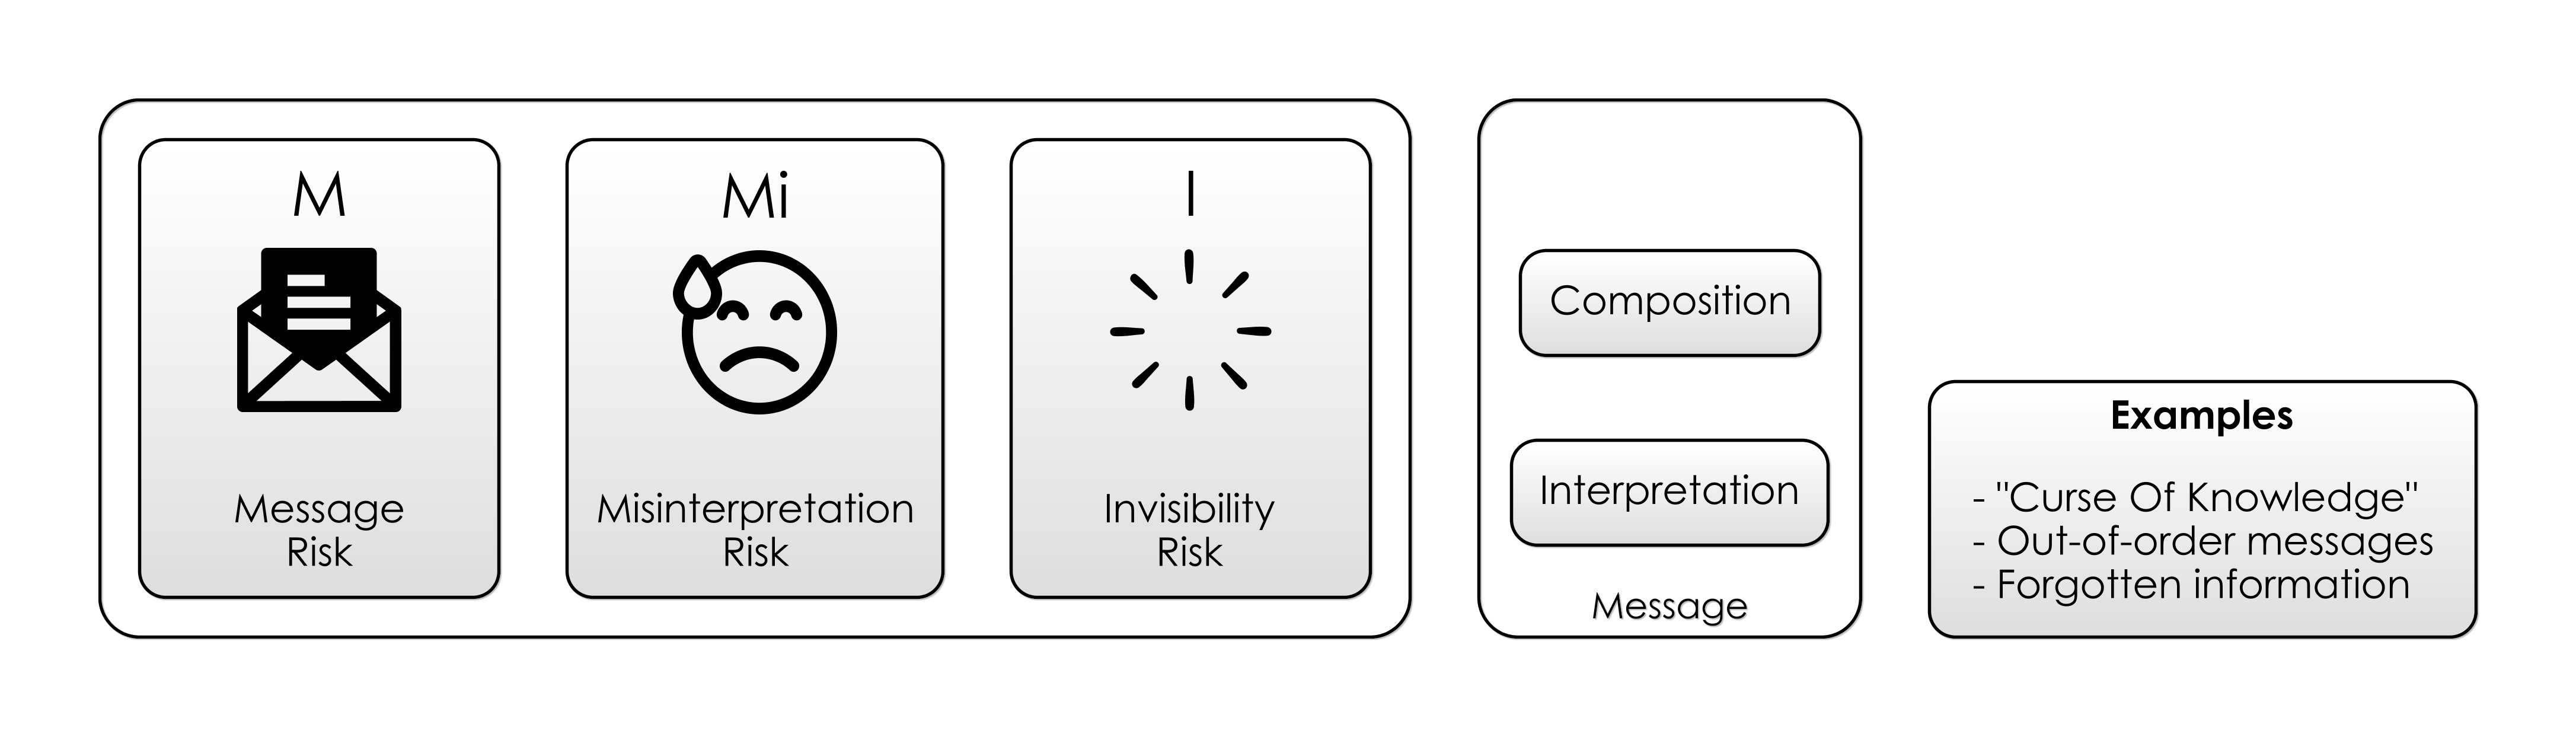 M
Message
Risk
Mi
Misinterpretation
Risk
I
Invisibility
Risk
Composition
Interpretation
Message
Examples
- "Curse Of Knowledge"
- Out-of-order messages
- Forgotten information